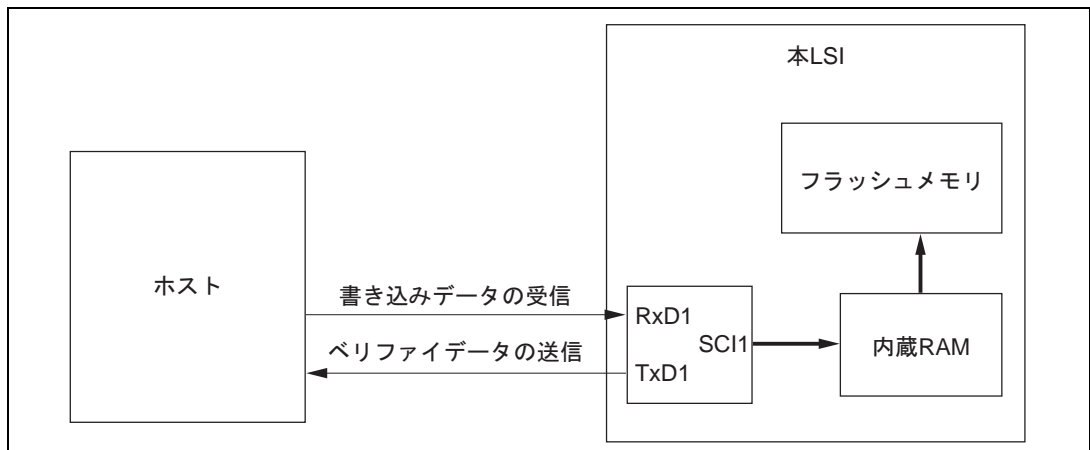 本LSI
フラッシュメモリ
ホスト
書き込みデータの受信
RxD1
SCI1
内蔵RAM
ベリファイデータの送信
TxD1